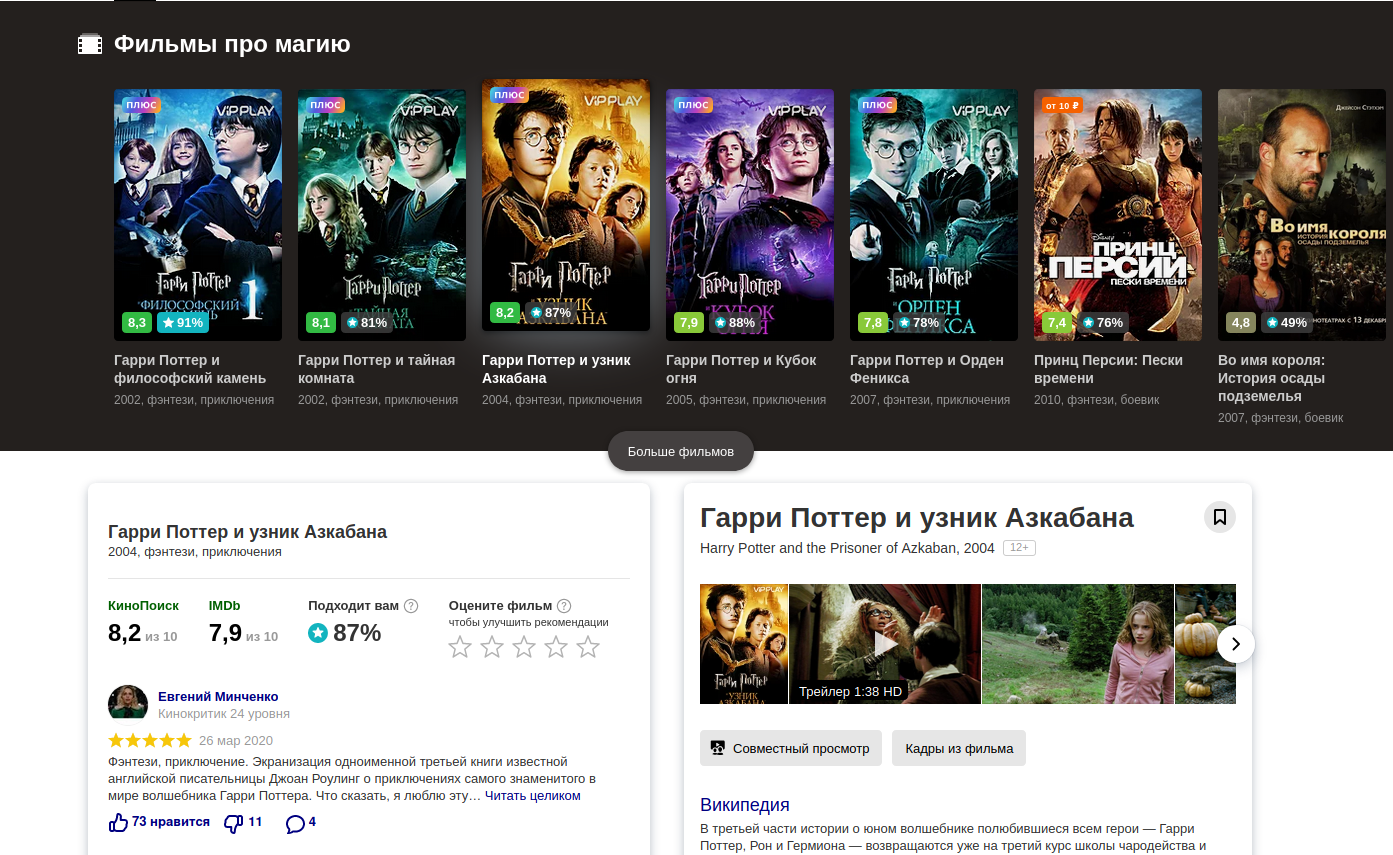 Фильмы про магию
ПЛЮС
ViPPLAY
Гарри Поттер
ФИЛОСОФСКИЙ
1
8,3
91%
ПЛЮС
ViPPLAY
Гарри Поттер
ТАЙНАЯ
8,1
81%
ПЛЮС
ViPPLAY
Гарри Поттер
УЗНИК
АЗКАБАНА
8,2
87%
ПЛЮС
ViPPLAY
Гарри Поттер
КУБОК
ОГНЯ
7,9
88%
ПЛЮС
ViPPLAY
Гарри Поттер
ОРДЕН
ФЕНИКСА
7,8
78%
от 10 ₽
Disney
ПРИНЦ
ПЕРСИИ
ПЕСКИ ВРЕМЕНИ
7,4
76%
Джейсон Стэтхэм
Во имя короля
ИСТОРИЯ
ОСАДЫ ПОДЗЕМЕЛЬЯ
4,8
49%
Гарри Поттер и
философский камень
2002, фэнтези, приключения
Гарри Поттер и тайная
комната
2002, фэнтези, приключения
Гарри Поттер и узник
Азкабана
2004, фэнтези, приключения
Гарри Поттер и Кубок
огня
2005, фэнтези, приключения
Гарри Поттер и Орден
Феникса
2007, фэнтези, приключения
Принц Персии: Пески
времени
2010, фэнтези, боевик
Во имя короля:
История осады
подземелья
2007, фэнтези, боевик
Больше фильмов
Гарри Поттер и узник Азкабана
2004, фэнтези, приключения
КиноПоиск
8,2 из 10
IMDb
7,9 из 10
Подходит вам ?
87%
Оцените фильм ?
чтобы улучшить рекомендации
Евгений Минченко
Кинокритик 24 уровня
26 мар 2020
Фэнтези, приключение. Экранизация одноименной третьей книги известной
английской писательницы Джоан Роулинг о приключениях самого знаменитого в
мире волшебника Гарри Поттера. Что сказать, я люблю эту… Читать целиком
73 нравится 11 4
Гарри Поттер и узник Азкабана
Harry Potter and the Prisoner of Azkaban, 2004 12+
ViPPLAY
Гарри Поттер
УЗНИК
АЗКАБАНА
Трейлер 1:38 HD
Совместный просмотр
Кадры из фильма
Википедия
В третьей части истории о юном волшебнике полюбившиеся всем герои — Гарри
Поттер, Рон и Гермиона — возвращаются уже на третий курс школы чародейства и